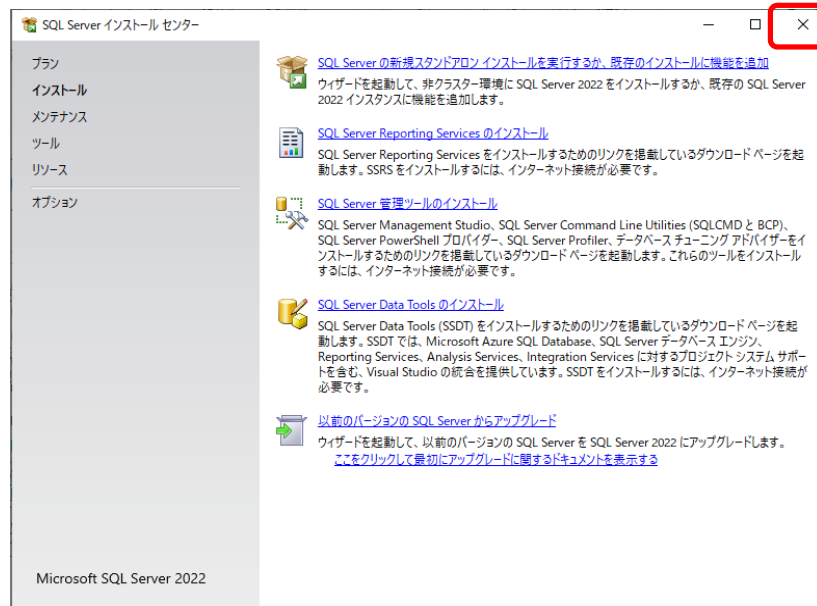 SQL Server インストール センター
プラン
インストール
メンテナンス
ツール
リソース
オプション
SQL Server の新規スタンドアロン インストールを実行するか、既存のインストールに機能を追加
ウィザードを起動して、非クラスター環境に SQL Server 2022 をインストールするか、既存の SQL Server
2022 インスタンスに機能を追加します。
SQL Server Reporting Services のインストール
SQL Server Reporting Services をインストールするためのリンクを掲載しているダウンロード ページを起
動します。SSRS をインストールするには、インターネット接続が必要です。
SQL Server 管理ツールのインストール
SQL Server Management Studio、SQL Server Command Line Utilities (SQLCMD と BCP)、
SQL Server PowerShell プロバイダー、SQL Server Profiler、データベース チューニング アドバイザーをイ
ンストールするためのリンクを掲載しているダウンロード ページを起動します。これらのツールをインストール
するには、インターネット接続が必要です。
SQL Server Data Tools のインストール
SQL Server Data Tools (SSDT) をインストールするためのリンクを掲載しているダウンロード ページを起
動します。SSDT では、Microsoft Azure SQL Database、SQL Server データベース エンジン、
Reporting Services、Analysis Services、Integration Services に対するプロジェクト システム サポー
トを含む、Visual Studio の統合を提供しています。SSDT をインストールするには、インターネット接続が
必要です。
以前のバージョンの SQL Server からアップグレード
ウィザードを起動して、以前のバージョンの SQL Server を SQL Server 2022 にアップグレードします。
ここをクリックして最初にアップグレードに関するドキュメントを表示する
Microsoft SQL Server 2022